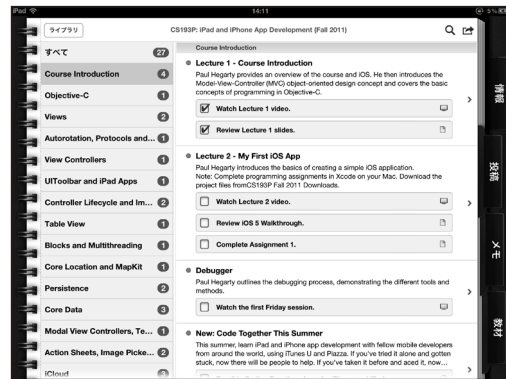 iPad
14:11
5%
ライブラリ
CS193P: iPad and iPhone App Development (Fall 2011)
すべて
27
Course Introduction
4
Objective-C
1
Views
2
Autorotation, Protocols and...
1
View Controllers
1
UIToolbar and iPad Apps
1
Controller Lifecycle and Im...
2
Table View
1
Blocks and Multithreading
1
Core Location and MapKit
1
Persistence
2
Core Data
3
Modal View Controllers, Te...
1
Action Sheets, Image Picke...
2
iCloud
3
Course Introduction
Lecture 1 - Course Introduction
Paul Hegarty provides an overview of the course and iOS. He then introduces the
Model-View-Controller (MVC) object-oriented design concept and covers the basic
concepts of programming in Objective-C.
Watch Lecture 1 video.
Review Lecture 1 slides.
Lecture 2 - My First iOS App
Paul Hegarty introduces the basics of creating a simple iOS application.
Note: Complete programming assignments in Xcode on your Mac. Download the
project files fromCS193P Fall 2011 Downloads.
Watch Lecture 2 video.
Review iOS 5 Walkthrough.
Complete Assignment 1.
Debugger
Paul Hegarty outlines the debugging process, demonstrating the different tools and
methods.
Watch the first Friday session.
New: Code Together This Summer
This summer, learn iPad and iPhone app development with fellow mobile developers
from around the world, using iTunes U and Piazza. If you've tried it alone and gotten
stuck, now there will be people to help. If you've taken it before and aced it, now...
情報
投稿
メモ
教材